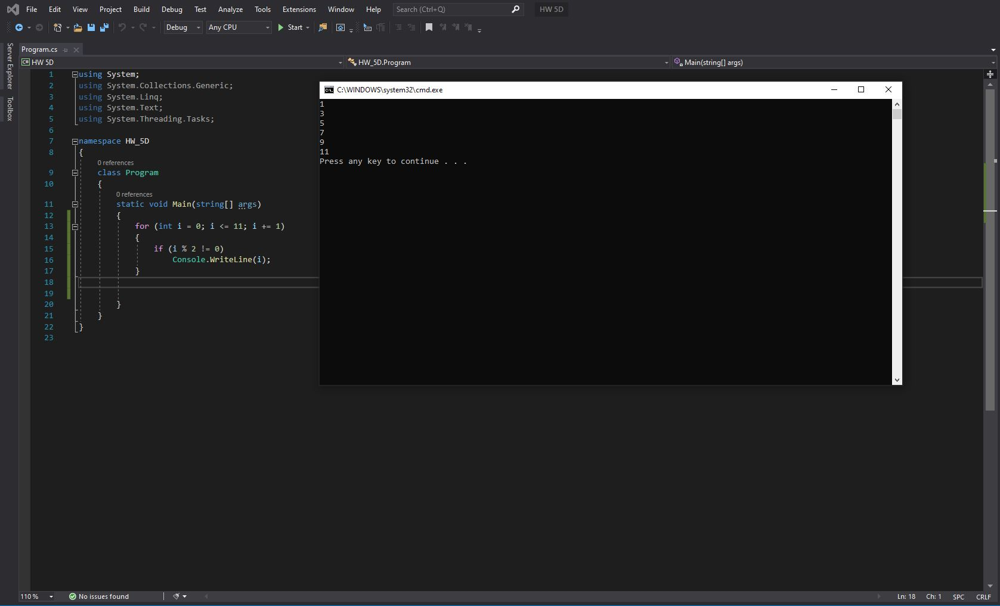 File Edit View Project Build Debug Test Analyze Tools Extensions Window Help Search (Ctrl+Q) HW 5D
Debug Any CPU Start
Server Explorer
Toolbox
Program.cs
C# HW 5D HW_5D.Program Main(string[] args)
1 using System;
2 using System.Collections.Generic;
3 using System.Linq;
4 using System.Text;
5 using System.Threading.Tasks;
6
7 namespace HW_5D
8 {
0 references
9 class Program
10 {
0 references
11 static void Main(string[] args)
12 {
13 for (int i = 0; i <= 11; i += 1)
14 {
15 if (i % 2 != 0)
16 Console.WriteLine(i);
17 }
18
19
20 }
21 }
22 }
23
C:\WINDOWS\system32\cmd.exe
1
3
5
7
9
11
Press any key to continue . . .
110 % No issues found Ln: 18 Ch: 1 SPC CRLF